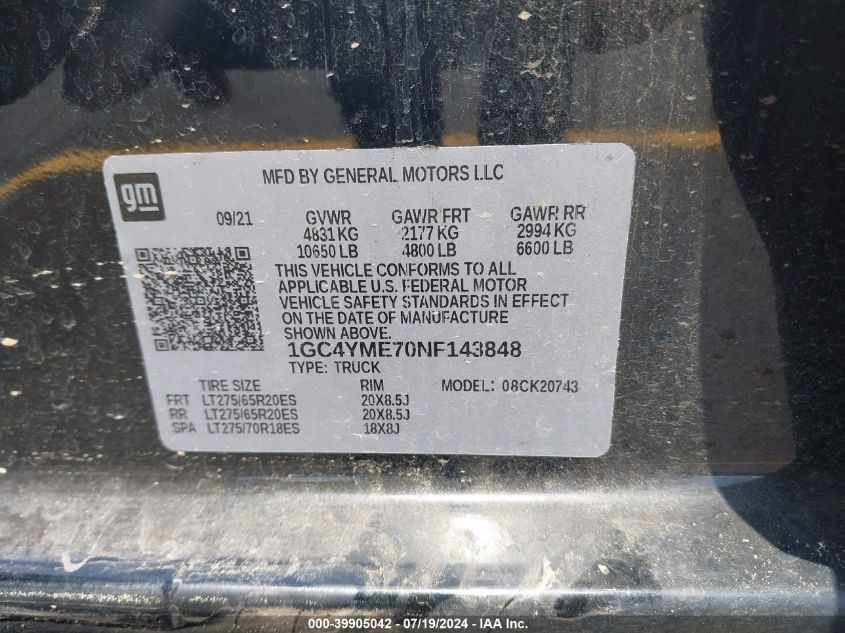 MFD BY GENERAL MOTORS LLC
gm
09/21 GVWR GAWR FRT GAWR RR
4831 KG 2177 KG 2994 KG
10650 LB 4800 LB 6600 LB
THIS VEHICLE CONFORMS TO ALL
APPLICABLE U.S. FEDERAL MOTOR
VEHICLE SAFETY STANDARDS IN EFFECT
ON THE DATE OF MANUFACTURE
SHOWN ABOVE.
1GC4YME70NF143848
TYPE: TRUCK
TIRE SIZE RIM MODEL: 08CK20743
FRT LT275/65R20ES 20X8.5J
RR LT275/65R20ES 20X8.5J
SPA LT275/70R18ES 18X8J
000-39905042 - 07/19/2024 - IAA Inc.